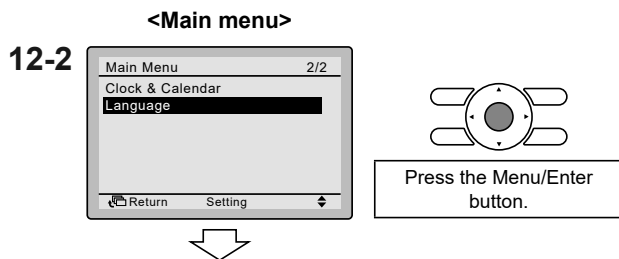 <Main menu>
12-2
Main Menu 2/2
Clock & Calendar
Language
Return Setting
Press the Menu/Enter
button.